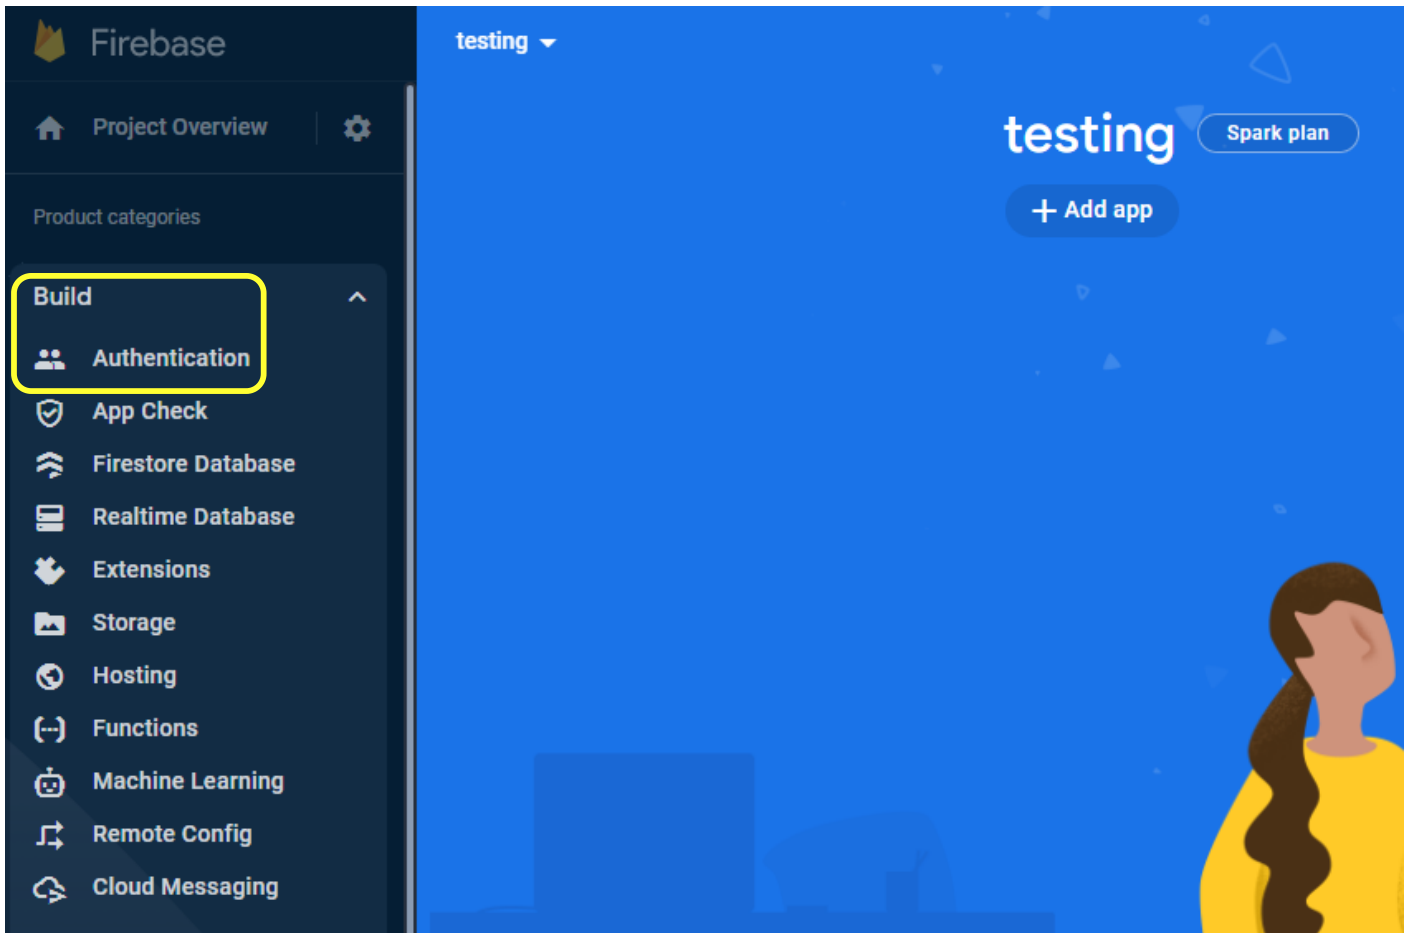 Firebase
testing
Project Overview
testing
Spark plan
Product categories
+ Add app
Build
Authentication
App Check
Firestore Database
Realtime Database
Extensions
Storage
Hosting
Functions
Machine Learning
Remote Config
Cloud Messaging